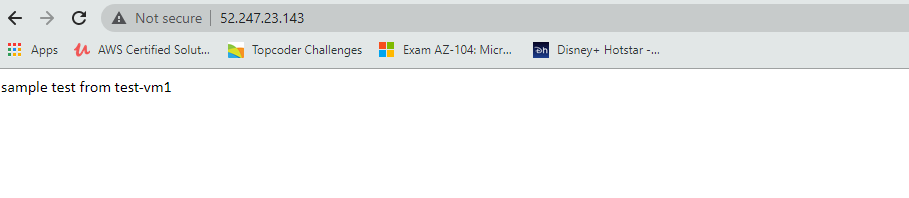 Not secure | 52.247.23.143
Apps AWS Certified Solut... Topcoder Challenges Exam AZ-104: Micr... Disney+ Hotstar -...
sample test from test-vm1